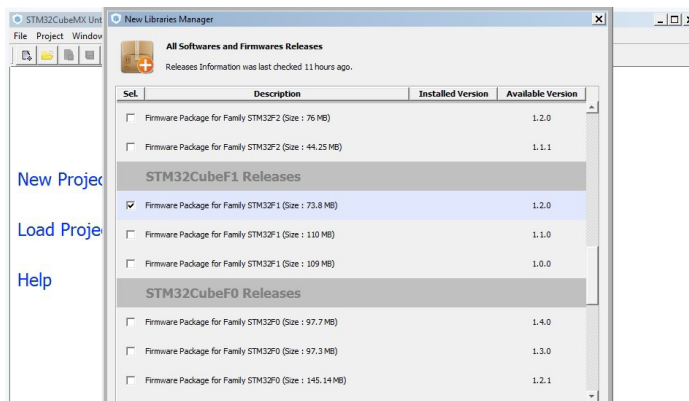 STM32CubeMX Unt
New Libraries Manager
File Project Window
All Softwares and Firmwares Releases
Releases Information was last checked 11 hours ago.
Sel. Description Installed Version Available Version
Firmware Package for Family STM32F2 (Size : 76 MB) 1.2.0
Firmware Package for Family STM32F2 (Size : 44.25 MB) 1.1.1
STM32CubeF1 Releases
New Projec
Firmware Package for Family STM32F1 (Size : 73.8 MB) 1.2.0
Load Proje
Firmware Package for Family STM32F1 (Size : 110 MB) 1.1.0
Firmware Package for Family STM32F1 (Size : 109 MB) 1.0.0
Help
STM32CubeF0 Releases
Firmware Package for Family STM32F0 (Size : 97.7 MB) 1.4.0
Firmware Package for Family STM32F0 (Size : 97.3 MB) 1.3.0
Firmware Package for Family STM32F0 (Size : 145.14 MB) 1.2.1